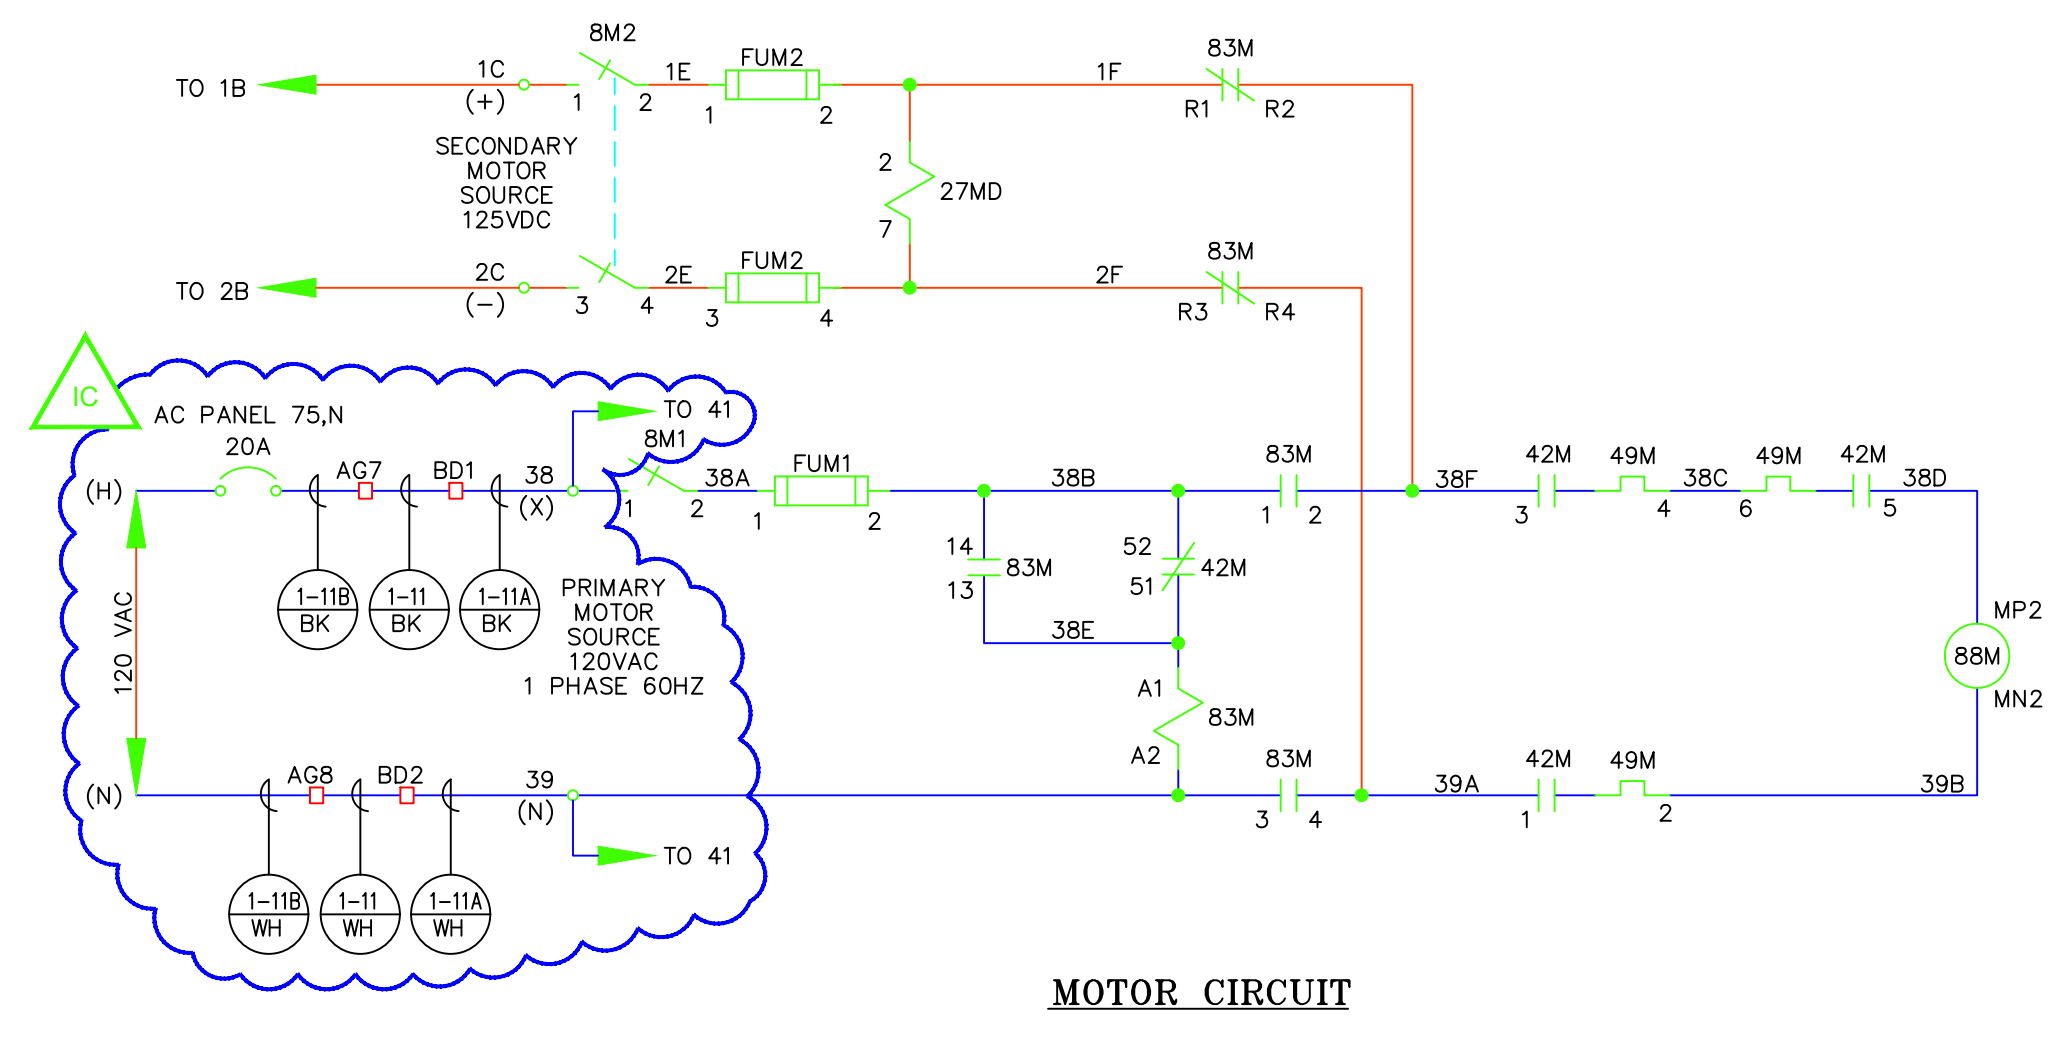 8M2
FUM2
83M
TO 1B
1C
(+)
1
2
1E
1
2
1F
R1
R2
SECONDARY
MOTOR
SOURCE
125VDC
2
27MD
7
FUM2
83M
TO 2B
2C
(-)
3
4
2E
3
4
2F
R3
R4
IC
AC PANEL 75,N
20A
TO 41
8M1
(H)
AG7
BD1
38
(X)
1
2
38A
FUM1
1
2
38B
83M
1
2
38F
42M
3
49M
4
38C
49M
6
42M
5
38D
14
83M
13
52
42M
51
38E
120 VAC
1-11B
BK
1-11
BK
1-11A
BK
PRIMARY
MOTOR
SOURCE
120VAC
1 PHASE 60HZ
A1
83M
A2
MP2
88M
MN2
(N)
AG8
BD2
39
(N)
83M
3
4
39A
42M
1
49M
2
39B
TO 41
1-11B
WH
1-11
WH
1-11A
WH
MOTOR CIRCUIT